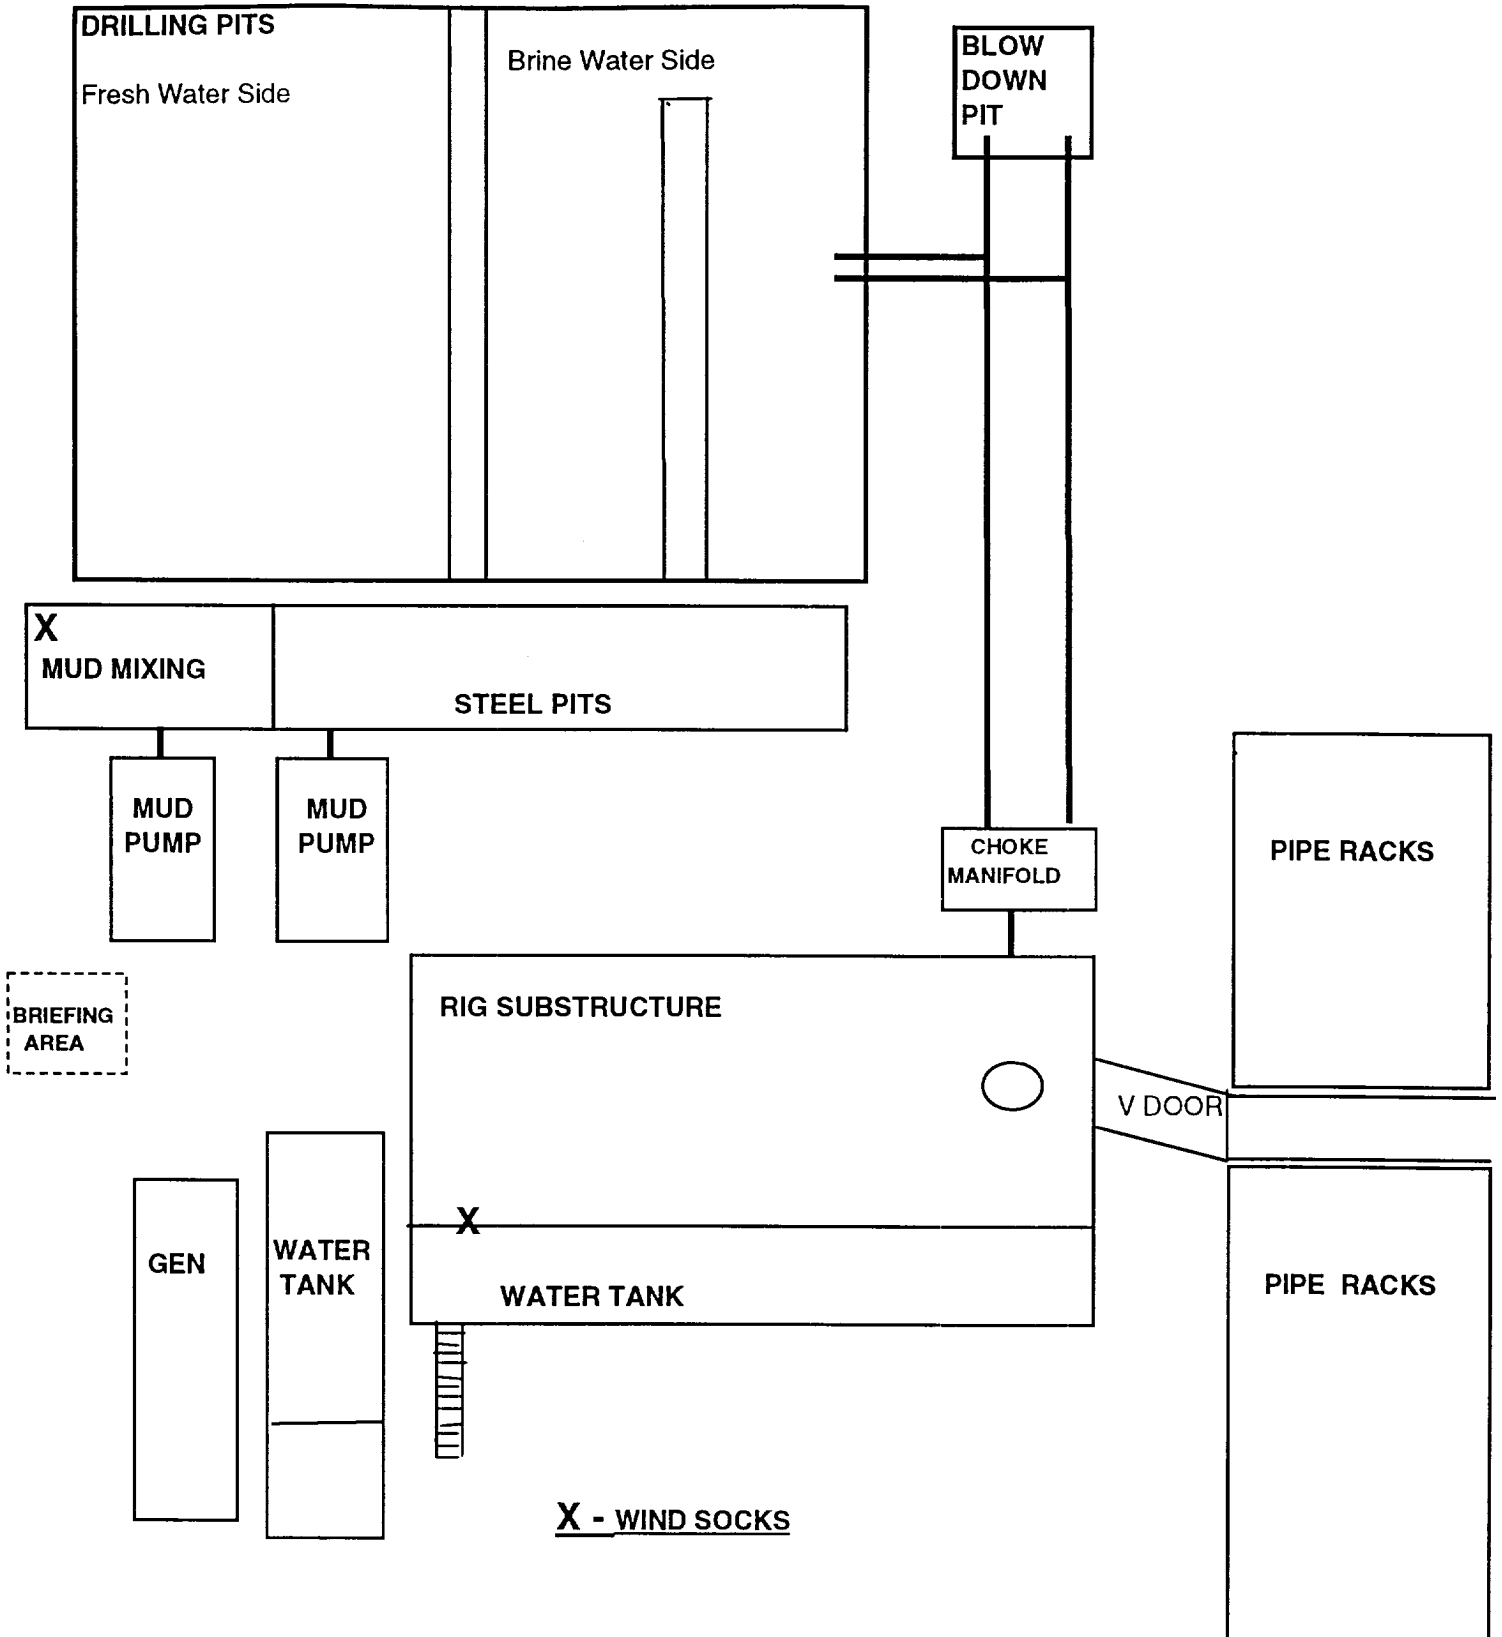 DRILLING PITS
Fresh Water Side
Brine Water Side
BLOW
DOWN
PIT
X
MUD MIXING
STEEL PITS
MUD
PUMP
MUD
PUMP
CHOKE
MANIFOLD
PIPE RACKS
BRIEFING
AREA
RIG SUBSTRUCTURE
V DOOR
X
GEN
WATER
TANK
WATER TANK
PIPE RACKS
X - WIND SOCKS